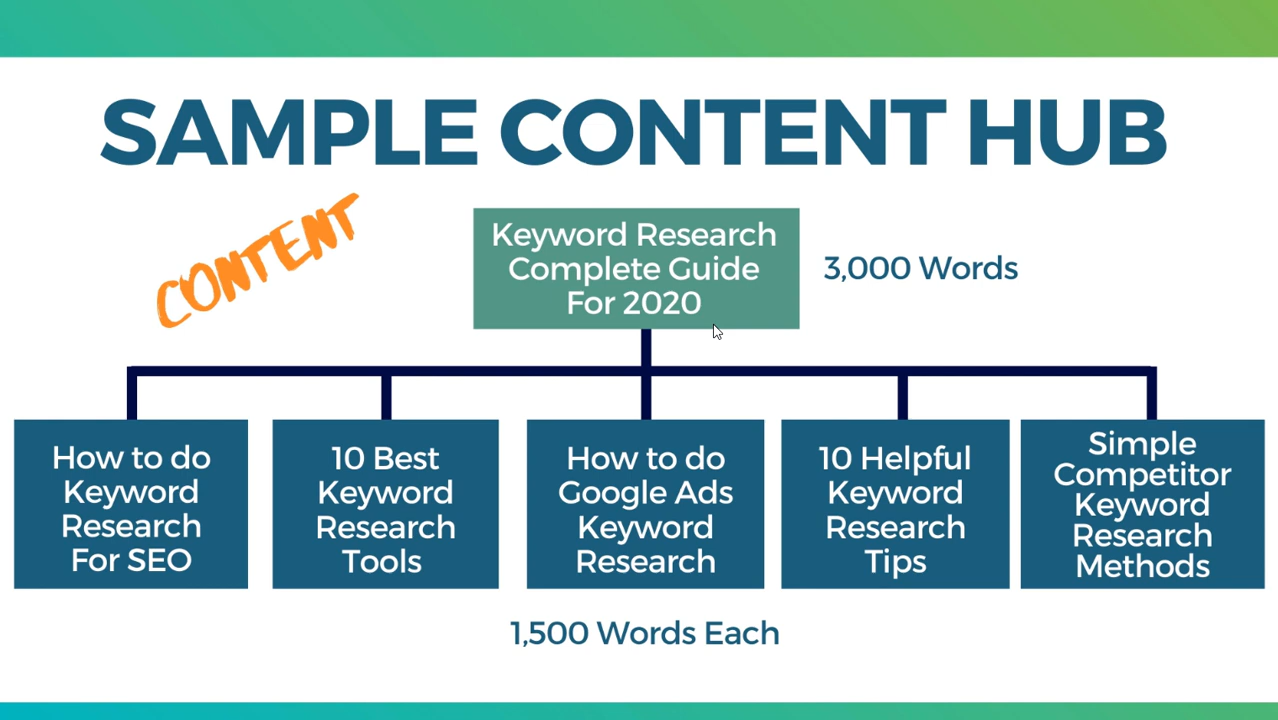 SAMPLE CONTENT HUB
CONTENT
Keyword Research
Complete Guide
For 2020
3,000 Words
How to do
Keyword
Research
For SEO
10 Best
Keyword
Research
Tools
How to do
Google Ads
Keyword
Research
10 Helpful
Keyword
Research
Tips
Simple
Competitor
Keyword
Research
Methods
1,500 Words Each